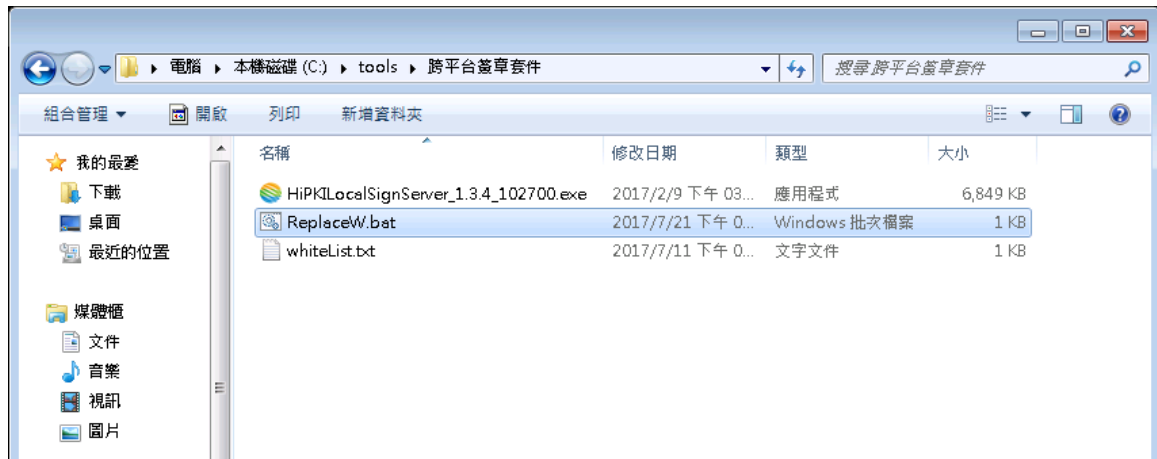 電腦 ▸ 本機磁碟 (C:) ▸ tools ▸ 跨平台簽章套件
搜尋 跨平台簽章套件
組合管理 開啟 列印 新增資料夾
我的最愛
下載
桌面
最近的位置
媒體櫃
文件
音樂
視訊
圖片
名稱 修改日期 類型 大小
HiPKILocalSignServer_1.3.4_102700.exe 2017/2/9 下午 03... 應用程式 6,849 KB
ReplaceW.bat 2017/7/21 下午 0... Windows 批次檔案 1 KB
whiteList.txt 2017/7/11 下午 0... 文字文件 1 KB